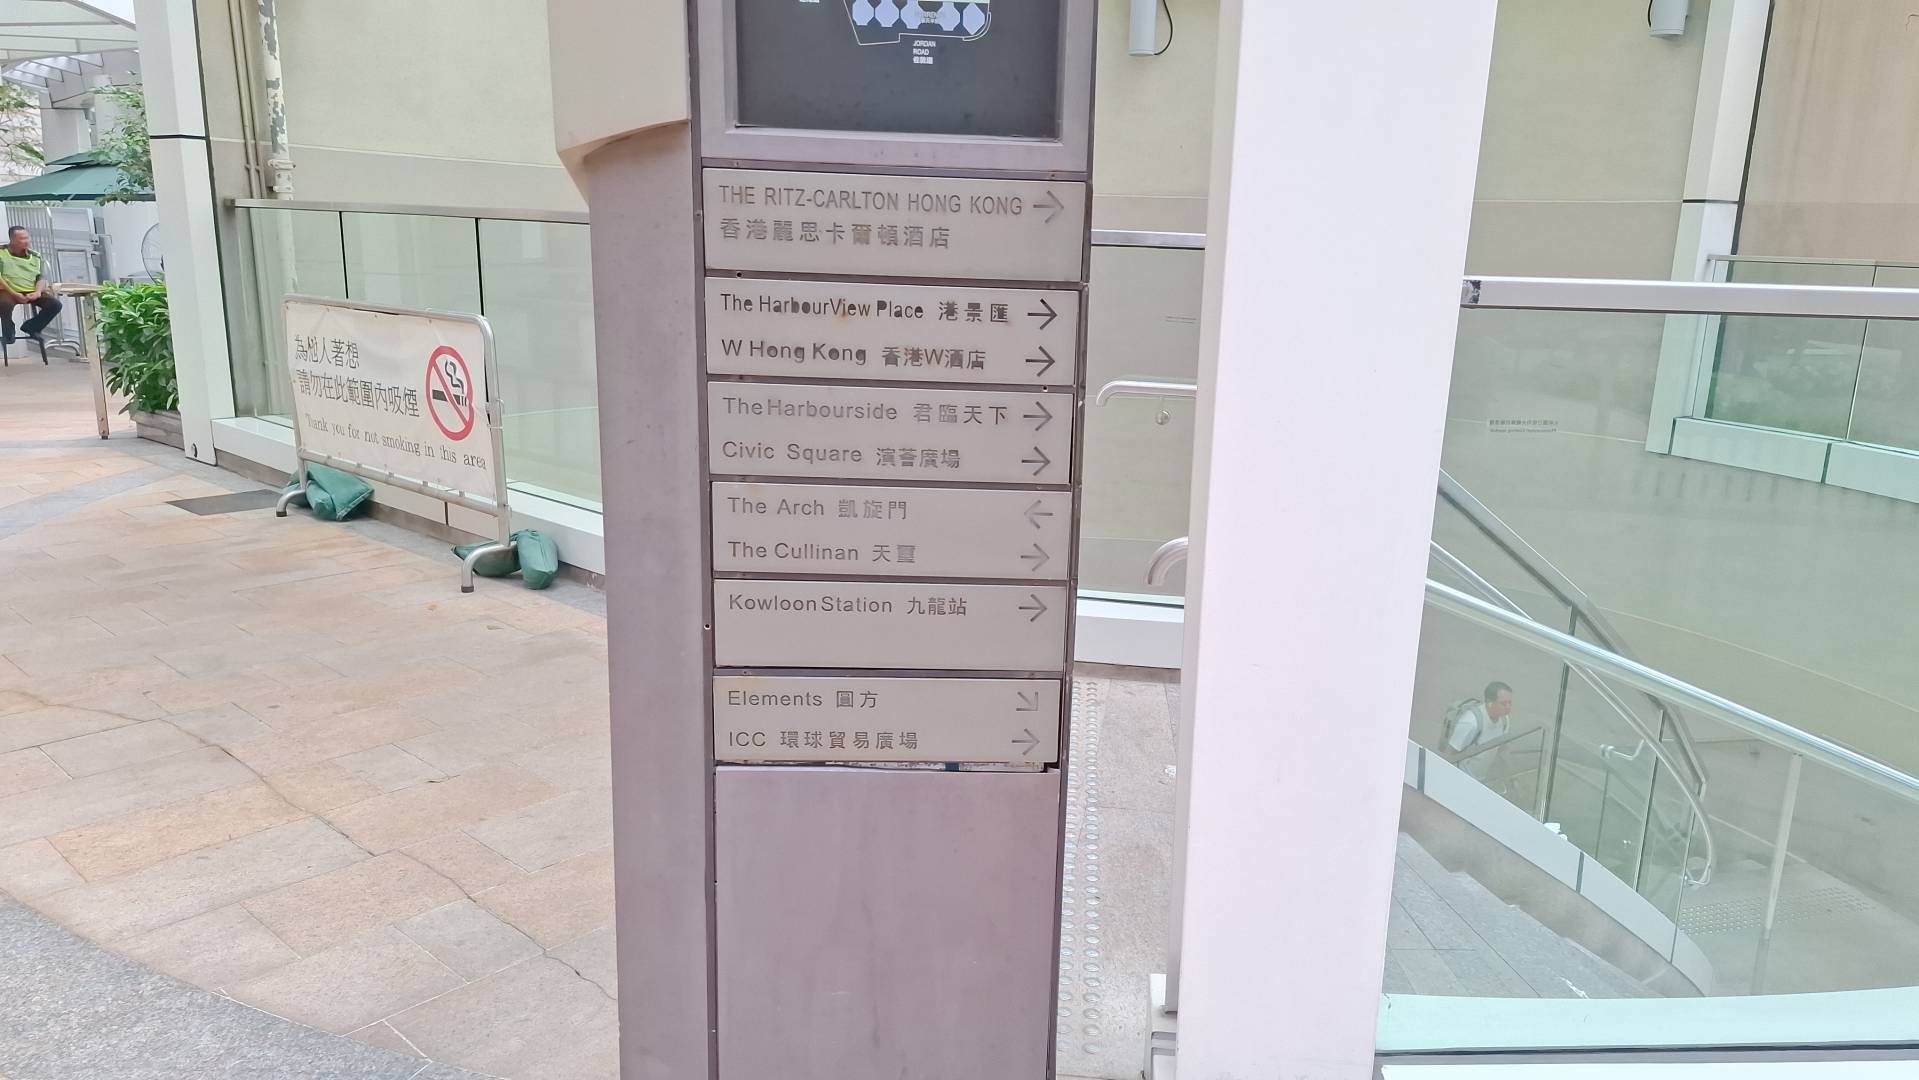 JORDAN
ROAD
佐敦道
THE RITZ-CARLTON HONG KONG →
香港麗思卡爾頓酒店
The HarbourView Place 港景匯 →
W Hong Kong 香港W酒店 →
The Harbourside 君臨天下 →
Civic Square 演薈廣場 →
The Arch 凱旋門 ←
The Cullinan 天璽 →
Kowloon Station 九龍站 →
Elements 圓方 ↘
ICC 環球貿易廣場 →
為他人著想
請勿在此範圍內吸煙
Thank you for not smoking in this area